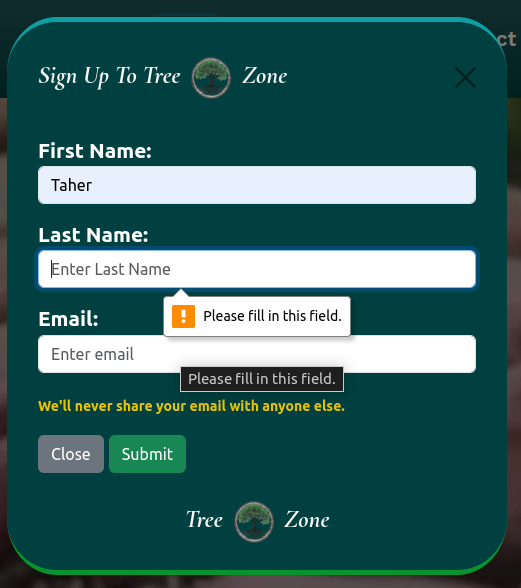 ct
Sign Up To Tree Zone
First Name:
Taher
Last Name:
Enter Last Name
Please fill in this field.
Email:
Enter email
Please fill in this field.
We'll never share your email with anyone else.
Close Submit
Tree Zone